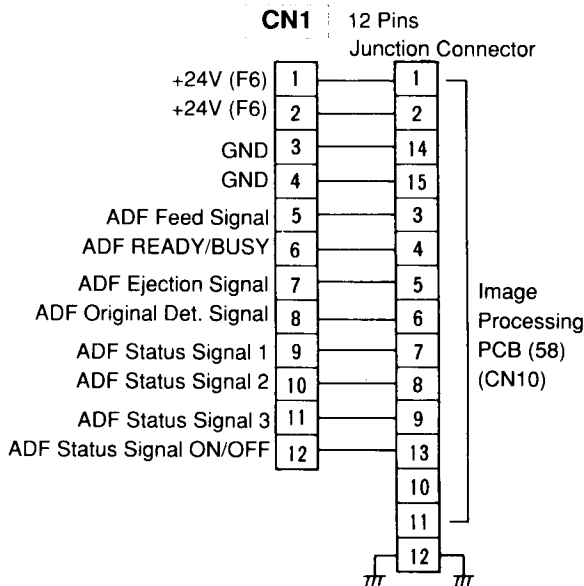 CN1 12 Pins
Junction Connector
+24V (F6) 1 1
+24V (F6) 2 2
GND 3 14
GND 4 15
ADF Feed Signal 5 3
ADF READY/BUSY 6 4
ADF Ejection Signal 7 5
ADF Original Det. Signal 8 6
ADF Status Signal 1 9 7
ADF Status Signal 2 10 8
ADF Status Signal 3 11 9
ADF Status Signal ON/OFF 12 13
10
11
12
Image
Processing
PCB (58)
(CN10)